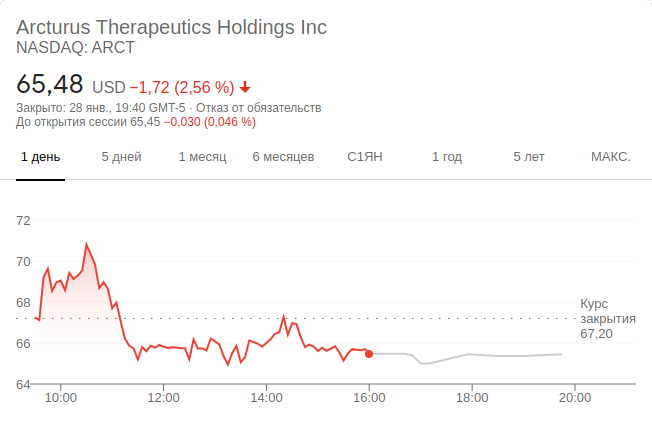 Arcturus Therapeutics Holdings Inc
NASDAQ: ARCT
65,48 USD −1,72 (2,56 %)
Закрыто: 28 янв., 19:40 GMT-5 · Отказ от обязательств
До открытия сессии 65,45 −0,030 (0,046 %)
1 день 5 дней 1 месяц 6 месяцев С1ЯН 1 год 5 лет МАКС.
72
70
68
Курс
закрытия
67,20
66
64
10:00 12:00 14:00 16:00 18:00 20:00